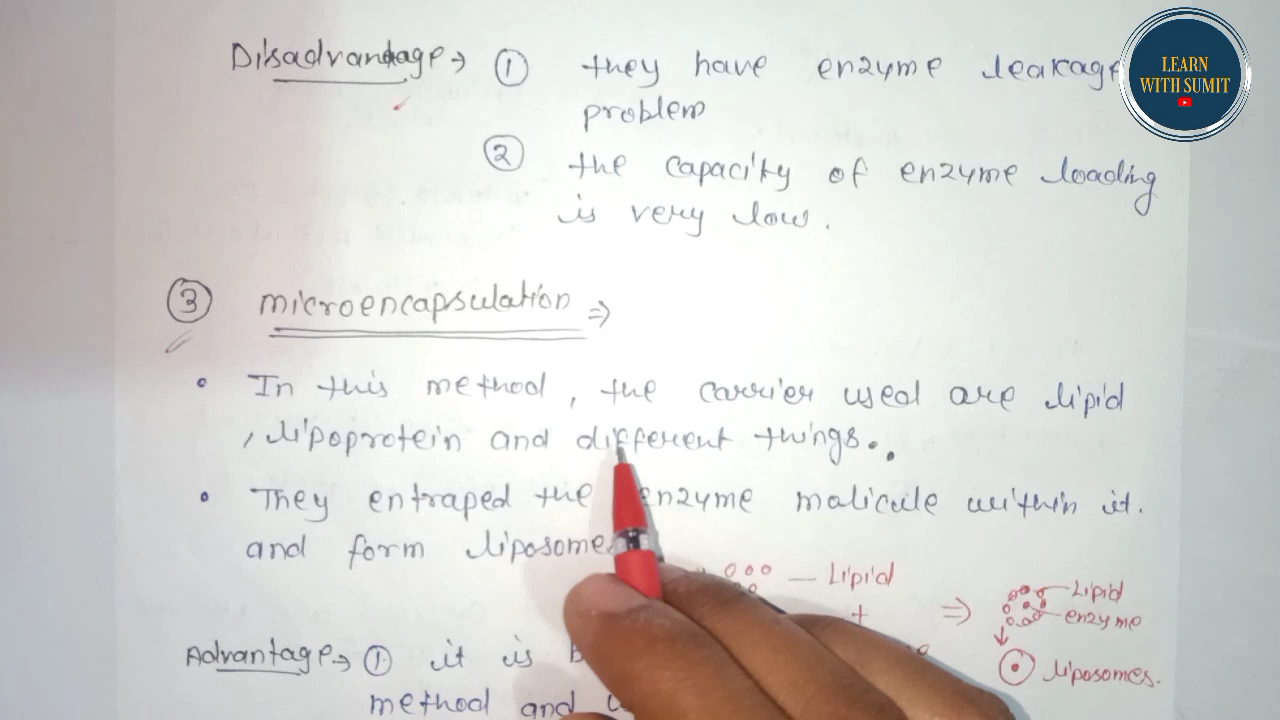 Disadvantage → ① they have enzyme leakage
problem
② the capacity of enzyme loading
is very low.
LEARN
WITH SUMIT
③ microencapsulation ⇒
• In this method, the carrier used are lipid
, lipoprotein and different things..
• They entraped the enzyme malicule within it.
and form liposome
— Lipid
+
⇒
Lipid
enzyme
liposomes.
Advantage → ① it is
method and